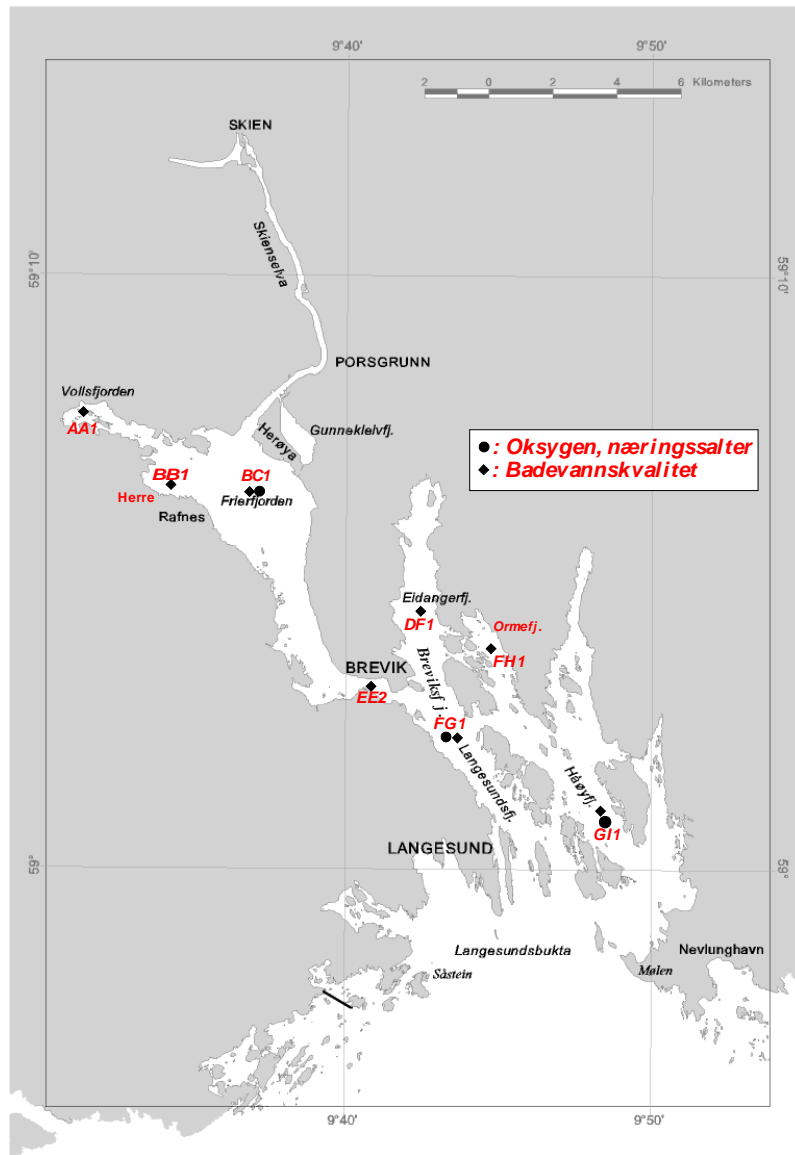 9°40' 9°50'
2 0 2 4 6 Kilometers
SKIEN
Skienselva
59°10' 59°10'
PORSGRUNN
Vollsfjorden
AA1
Herøya
Gunneklelvfj.
BB1
BC1
Herre
Frierfjorden
Rafnes
●: Oksygen, næringssalter
◆: Badevannskvalitet
Eidangerfj.
DF1
Ormefj.
FH1
BREVIK
EE2
Breviksfj.
FG1
Langesundsfj.
Håøyfj.
GI1
LANGESUND
59° 59°
Langesundsbukta
Nevlunghavn
Såstein
Mølen
9°40' 9°50'